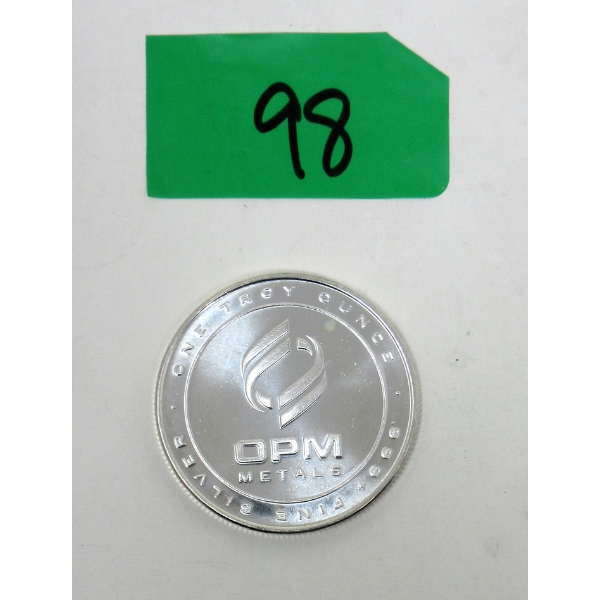 98
ONE TROY OUNCE · .999+ FINE SILVER ·
OPM
METALS